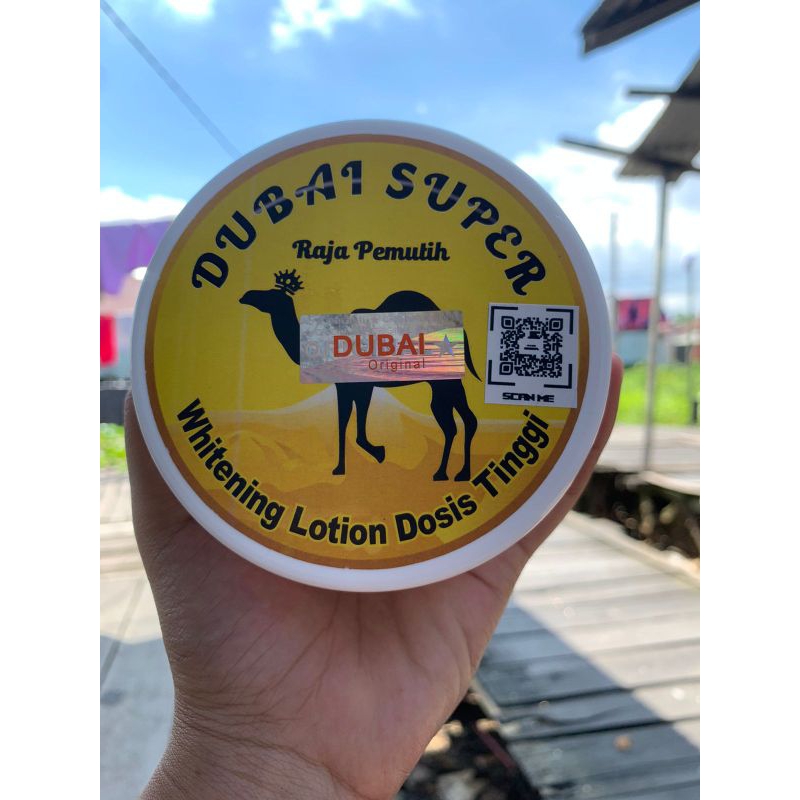 DUBAI SUPER
Raja Pemutih
DUBAI
Original
SCAN ME
Whitening Lotion Dosis Tinggi